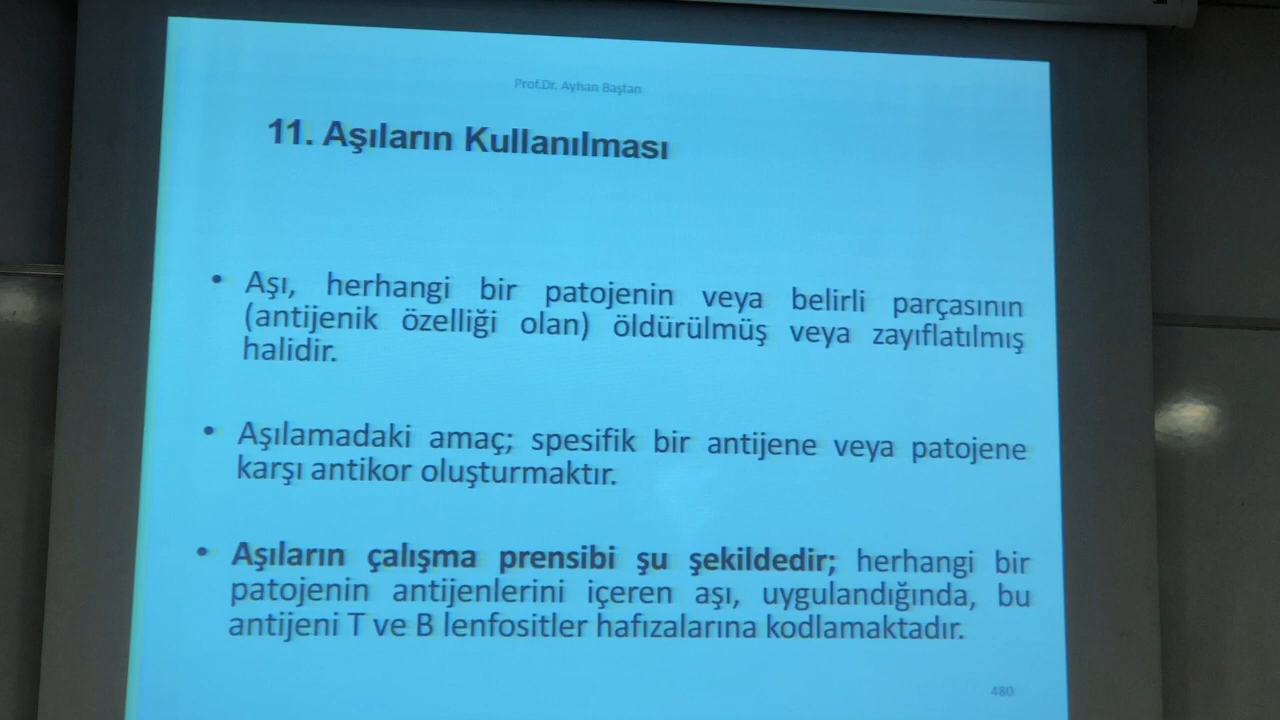 Prof.Dr. Ayhan Baştan
11. Aşıların Kullanılması
• Aşı, herhangi bir patojenin veya belirli parçasının
(antijenik özelliği olan) öldürülmüş veya zayıflatılmış
halidir.
• Aşılamadaki amaç; spesifik bir antijene veya patojene
karşı antikor oluşturmaktır.
• Aşıların çalışma prensibi şu şekildedir; herhangi bir
patojenin antijenlerini içeren aşı, uygulandığında, bu
antijeni T ve B lenfositler hafızalarına kodlamaktadır.
480